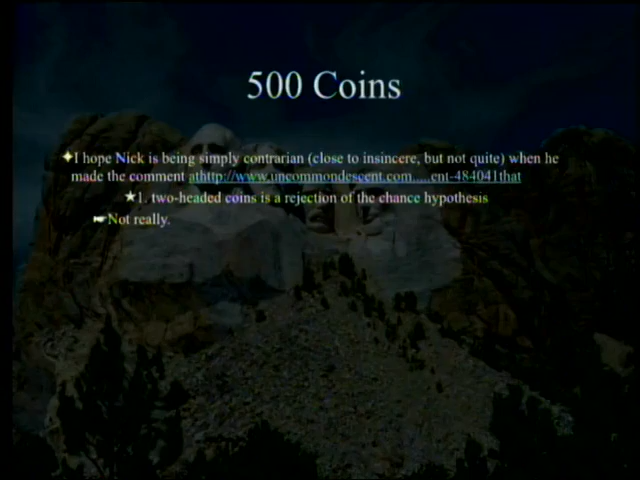 500 Coins
I hope Nick is being simply contrarian (close to insincere, but not quite) when he
made the comment athttp://www.uncommondescent.com....ent-484041that
1. two-headed coins is a rejection of the chance hypothesis
Not really.